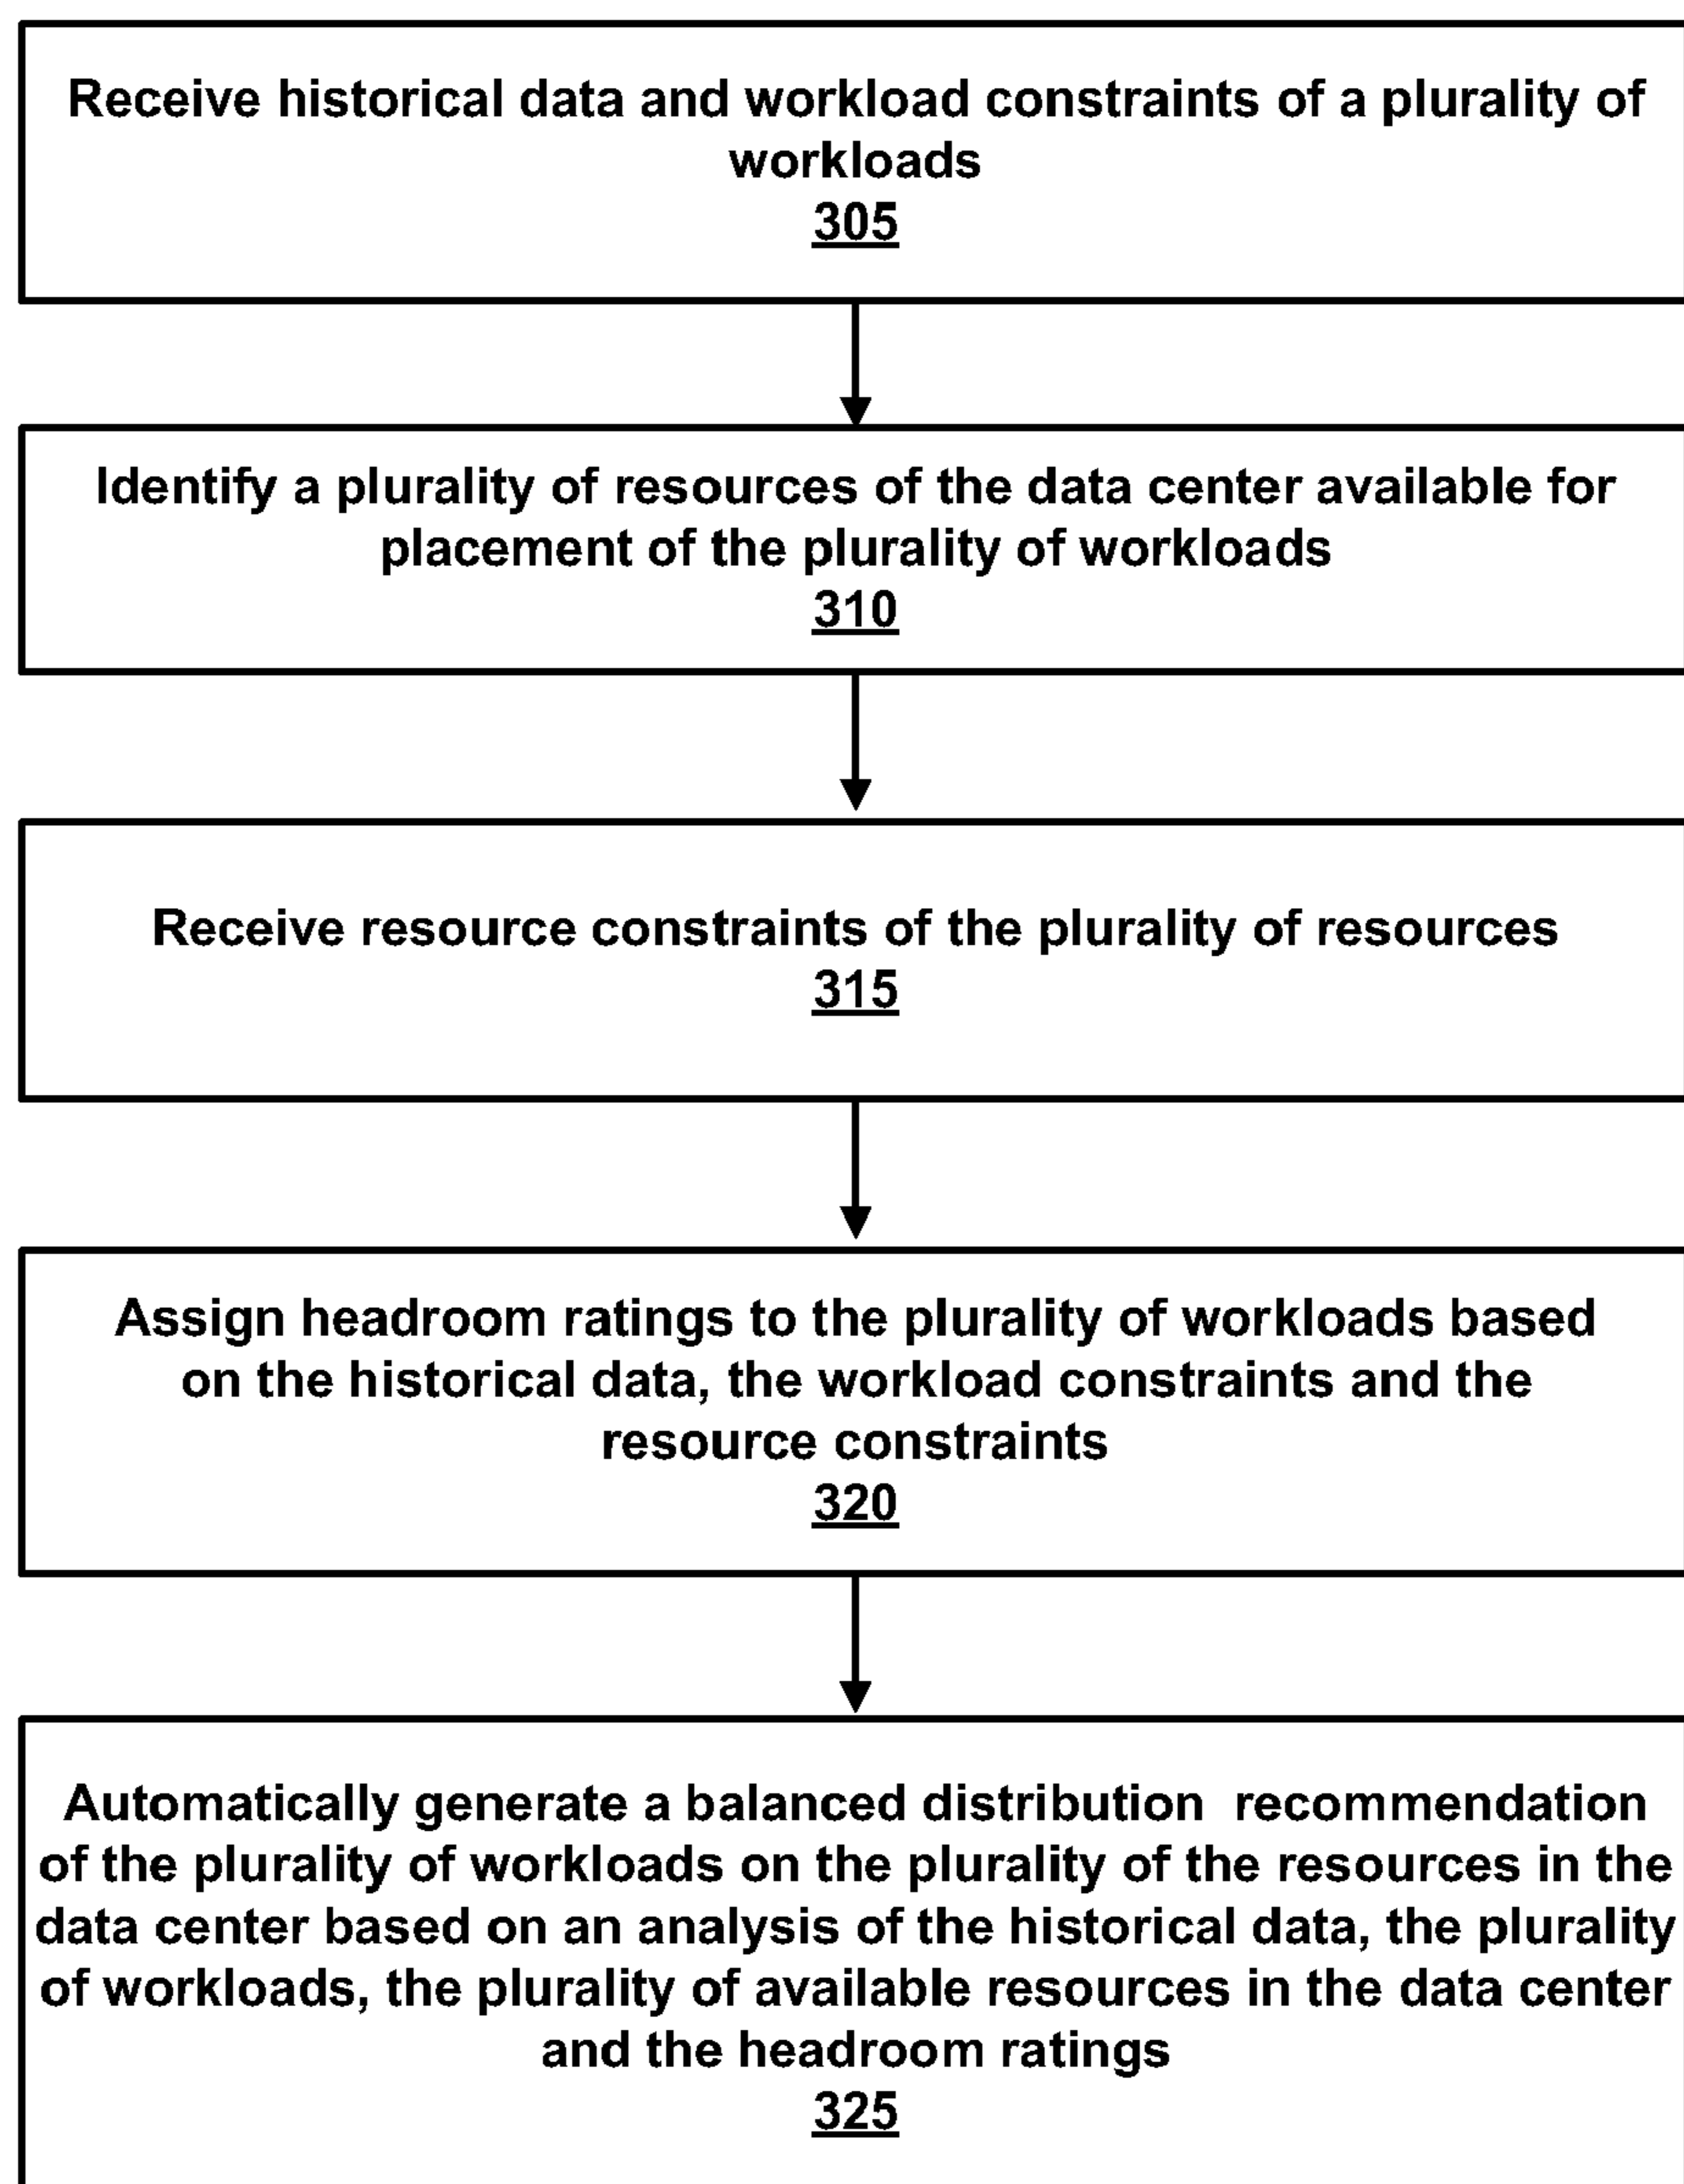 Receive historical data and workload constraints of a plurality of
workloads
305
Identify a plurality of resources of the data center available for
placement of the plurality of workloads
310
Receive resource constraints of the plurality of resources
315
Assign headroom ratings to the plurality of workloads based
on the historical data, the workload constraints and the
resource constraints
320
Automatically generate a balanced distribution recommendation
of the plurality of workloads on the plurality of the resources in the
data center based on an analysis of the historical data, the plurality
of workloads, the plurality of available resources in the data center
and the headroom ratings
325